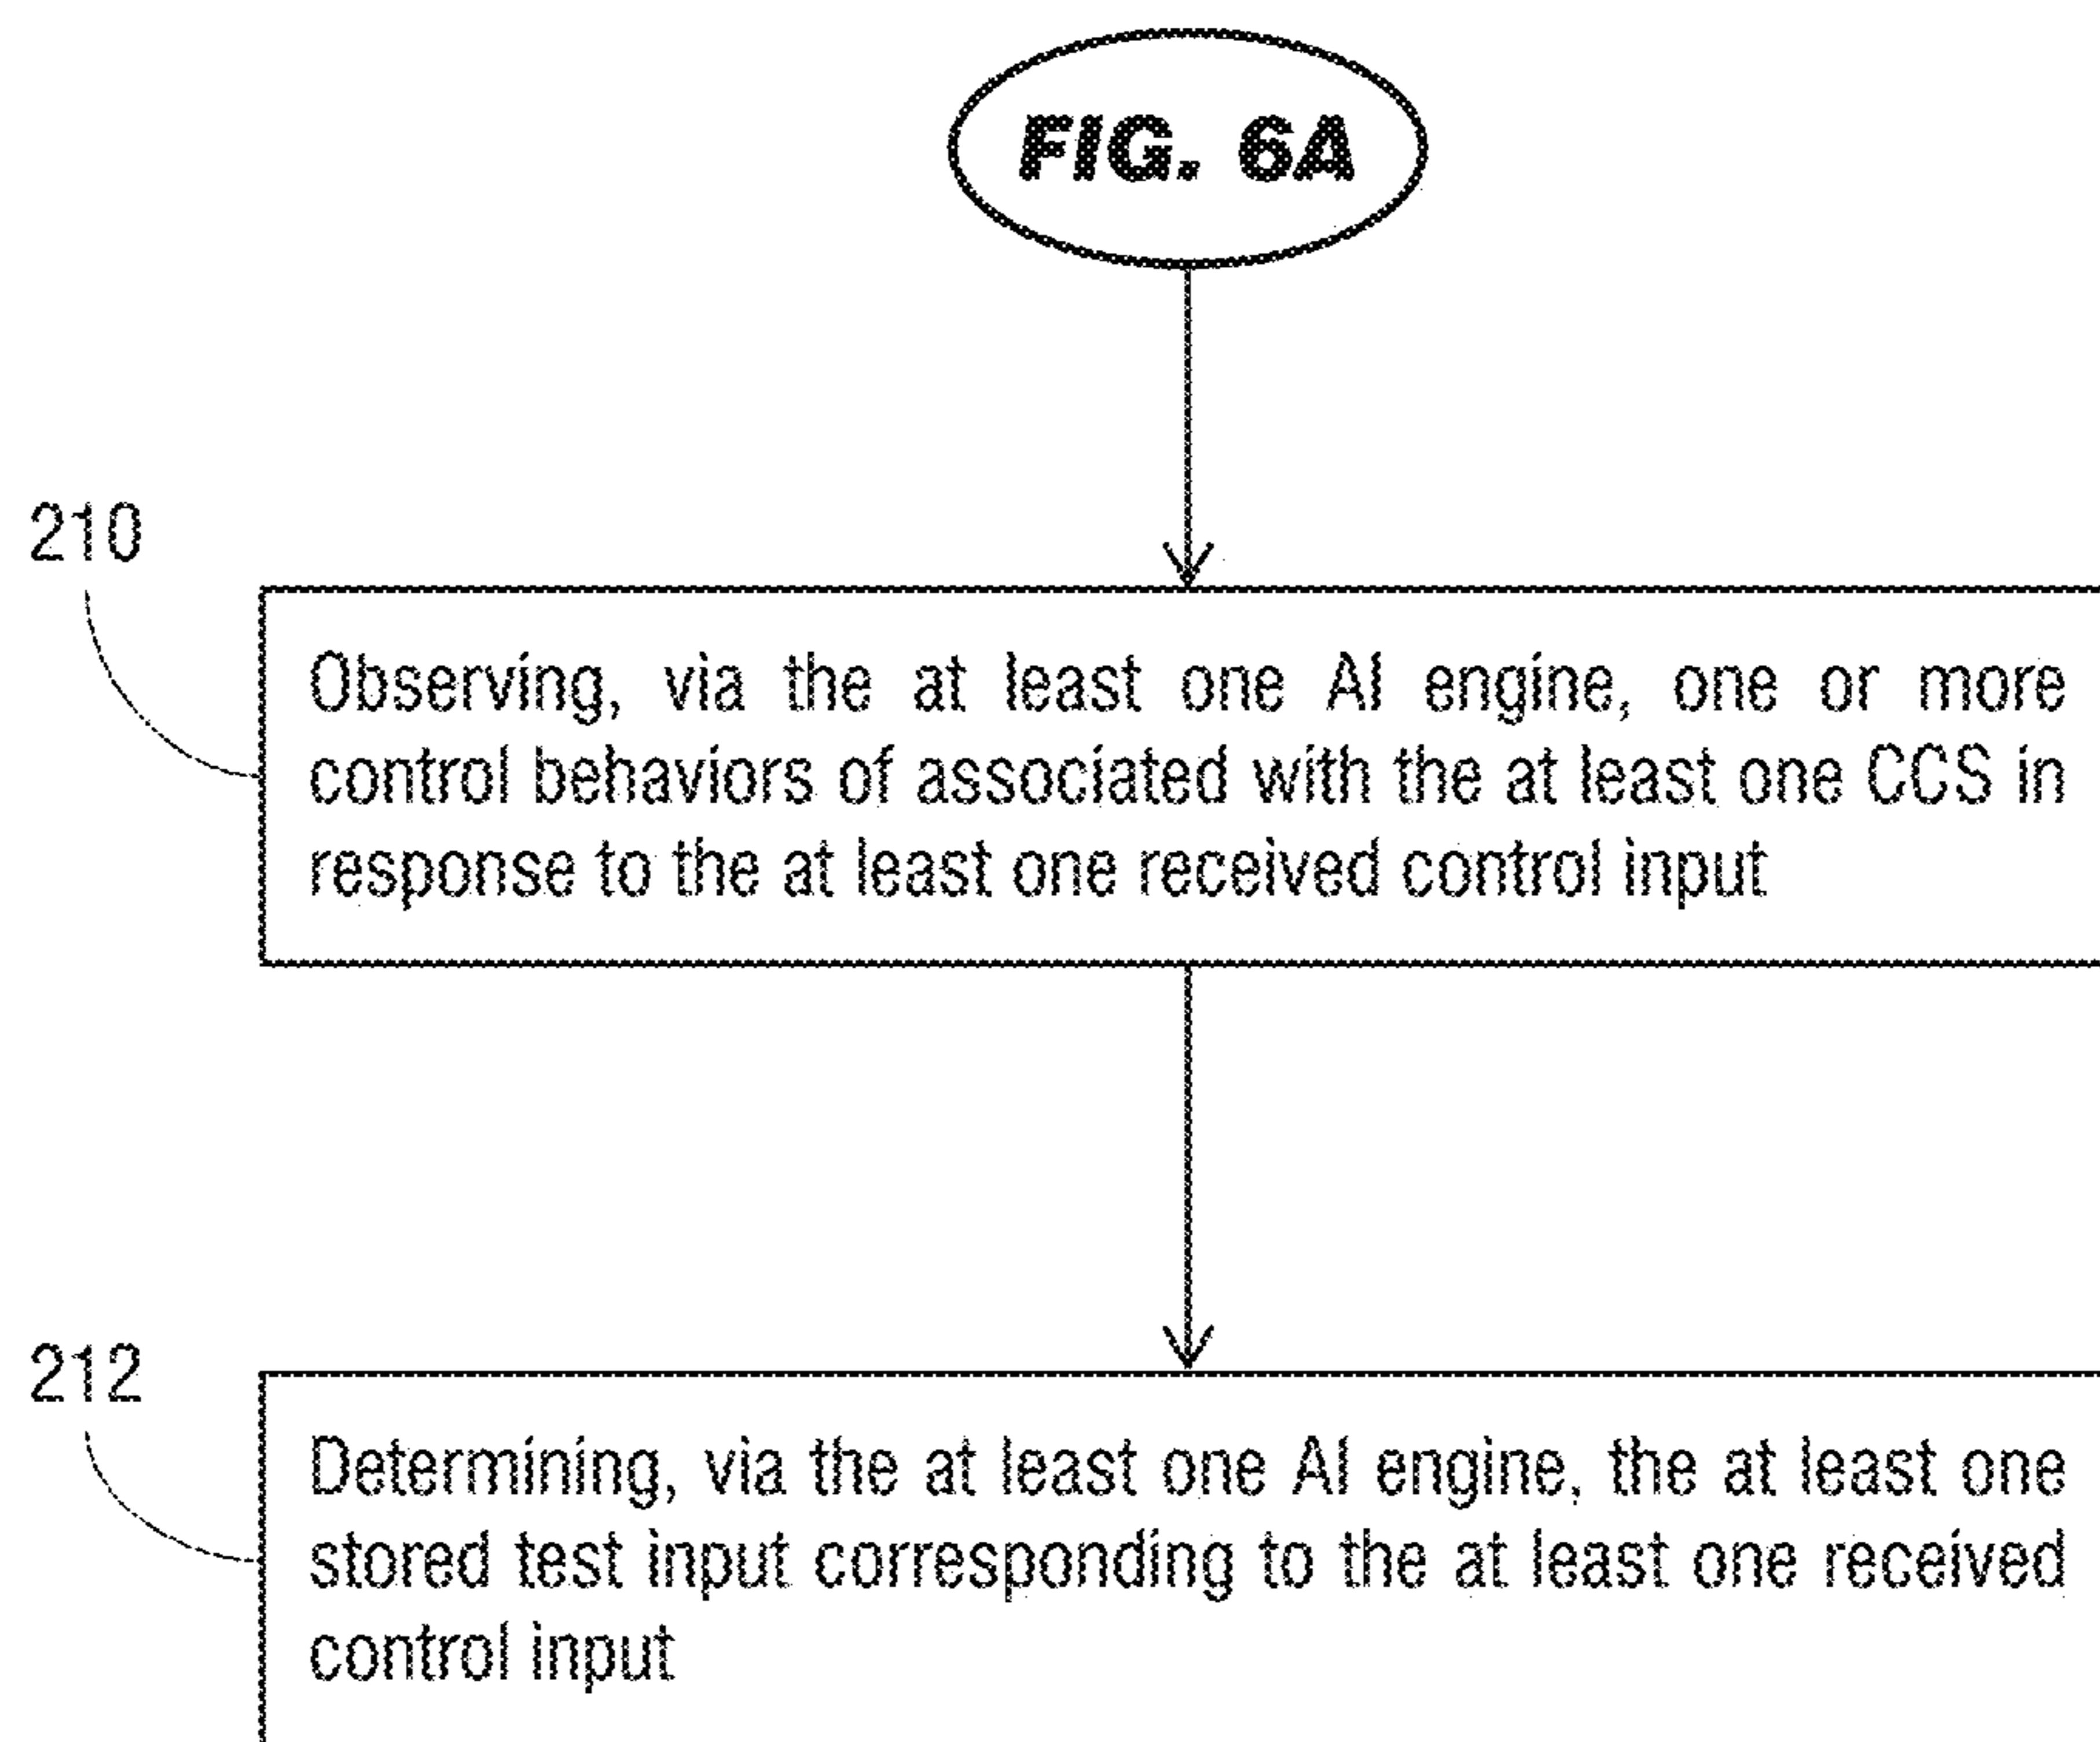 FIG. 6A
210
Observing, via the at least one AI engine, one or more
control behaviors of associated with the at least one CCS in
response to the at least one received control input
212
Determining, via the at least one AI engine, the at least one
stored test input corresponding to the at least one received
control input